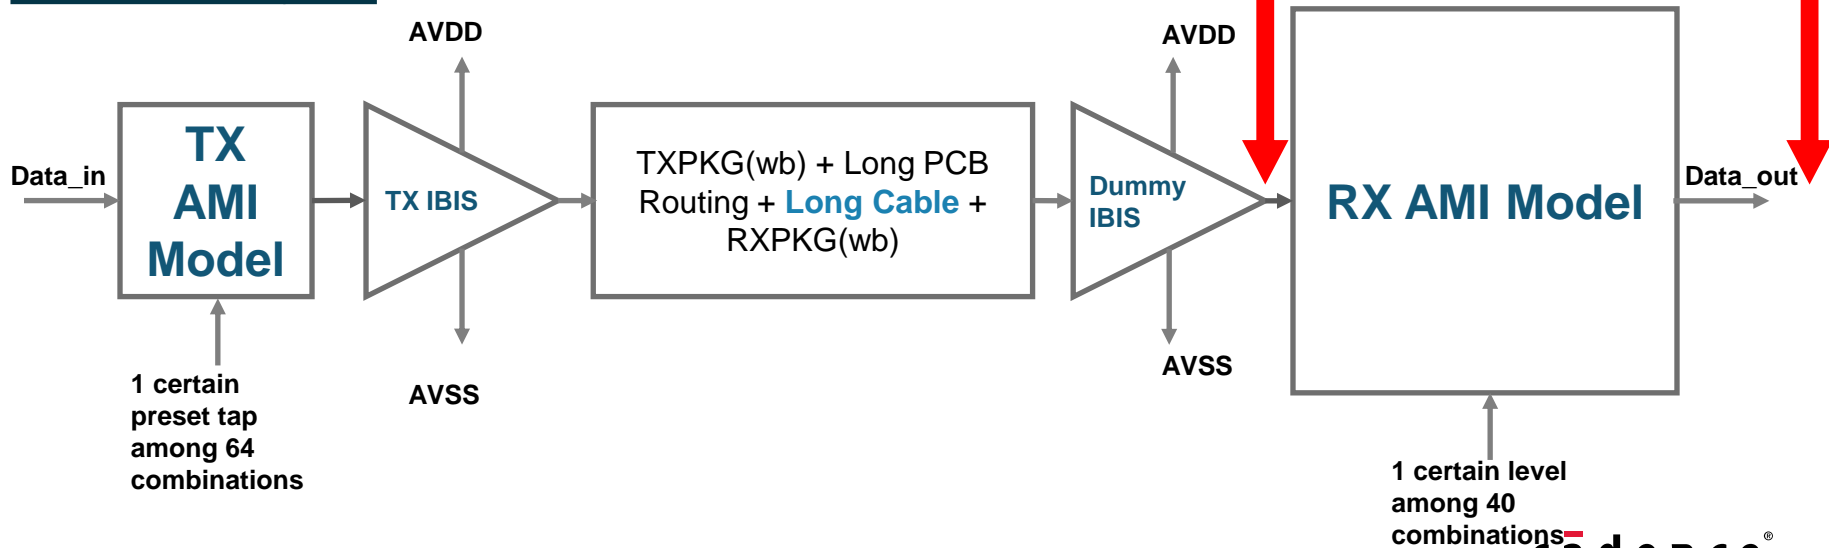 AVDD
AVDD
Data_in
TX
AMI
Model
TX IBIS
TXPKG(wb) + Long PCB
Routing + Long Cable +
RXPKG(wb)
Dummy
IBIS
RX AMI Model
Data_out
AVSS
AVSS
1 certain
preset tap
among 64
combinations
1 certain level
among 40
combinations
cadence®